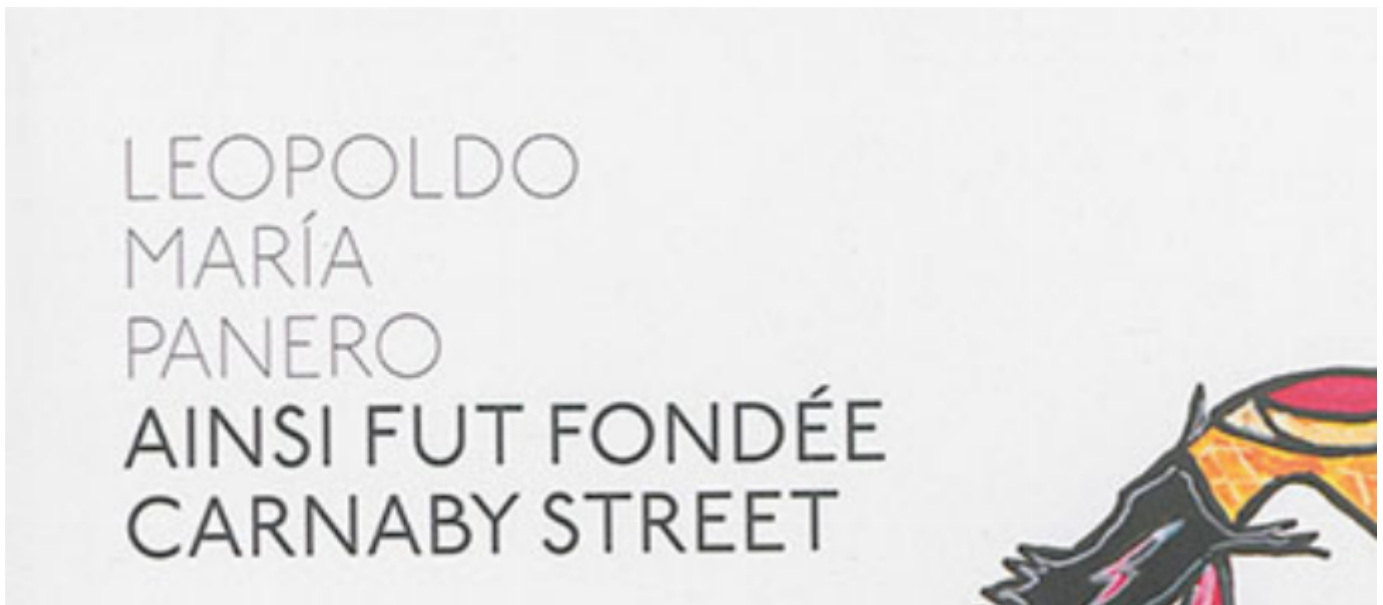 LEOPOLDO
MARÍA
PANERO
AINSI FUT FONDÉE
CARNABY STREET